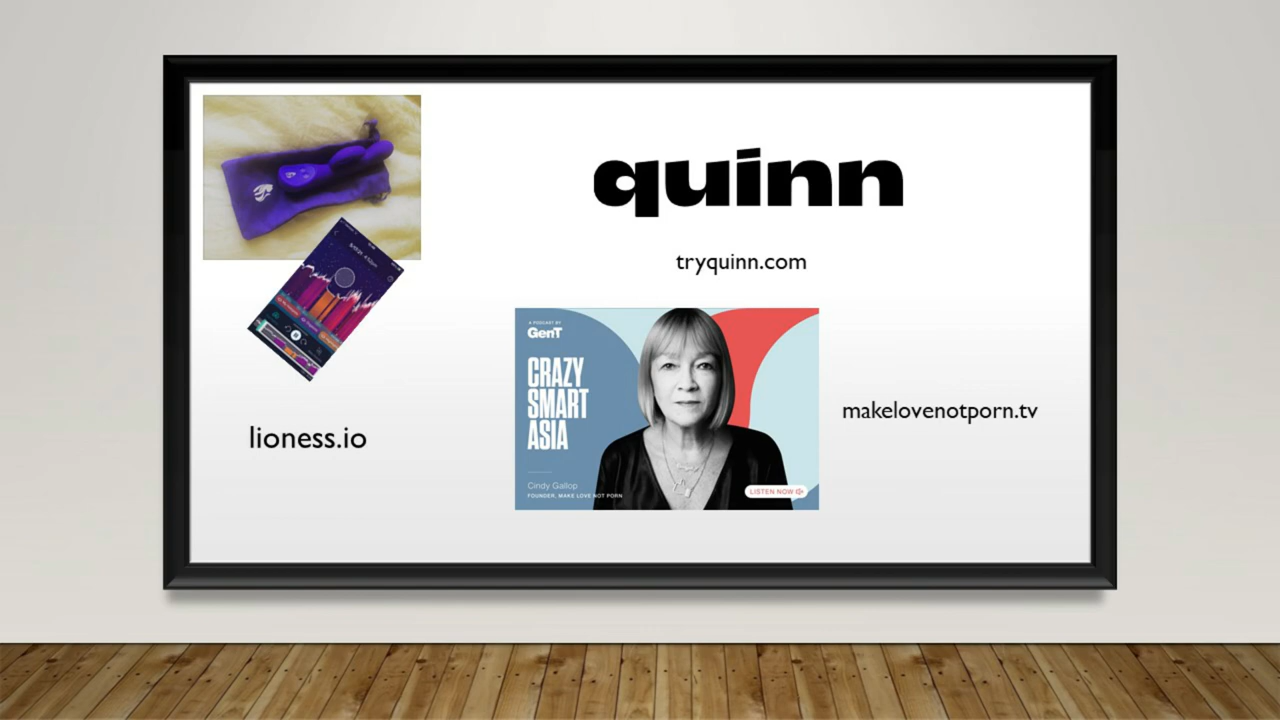 quinn
tryquinn.com
A PODCAST BY
GenT
CRAZY
SMART
ASIA
Cindy Gallop
FOUNDER, MAKE LOVE NOT PORN
LISTEN NOW
makelovenotporn.tv
lioness.io